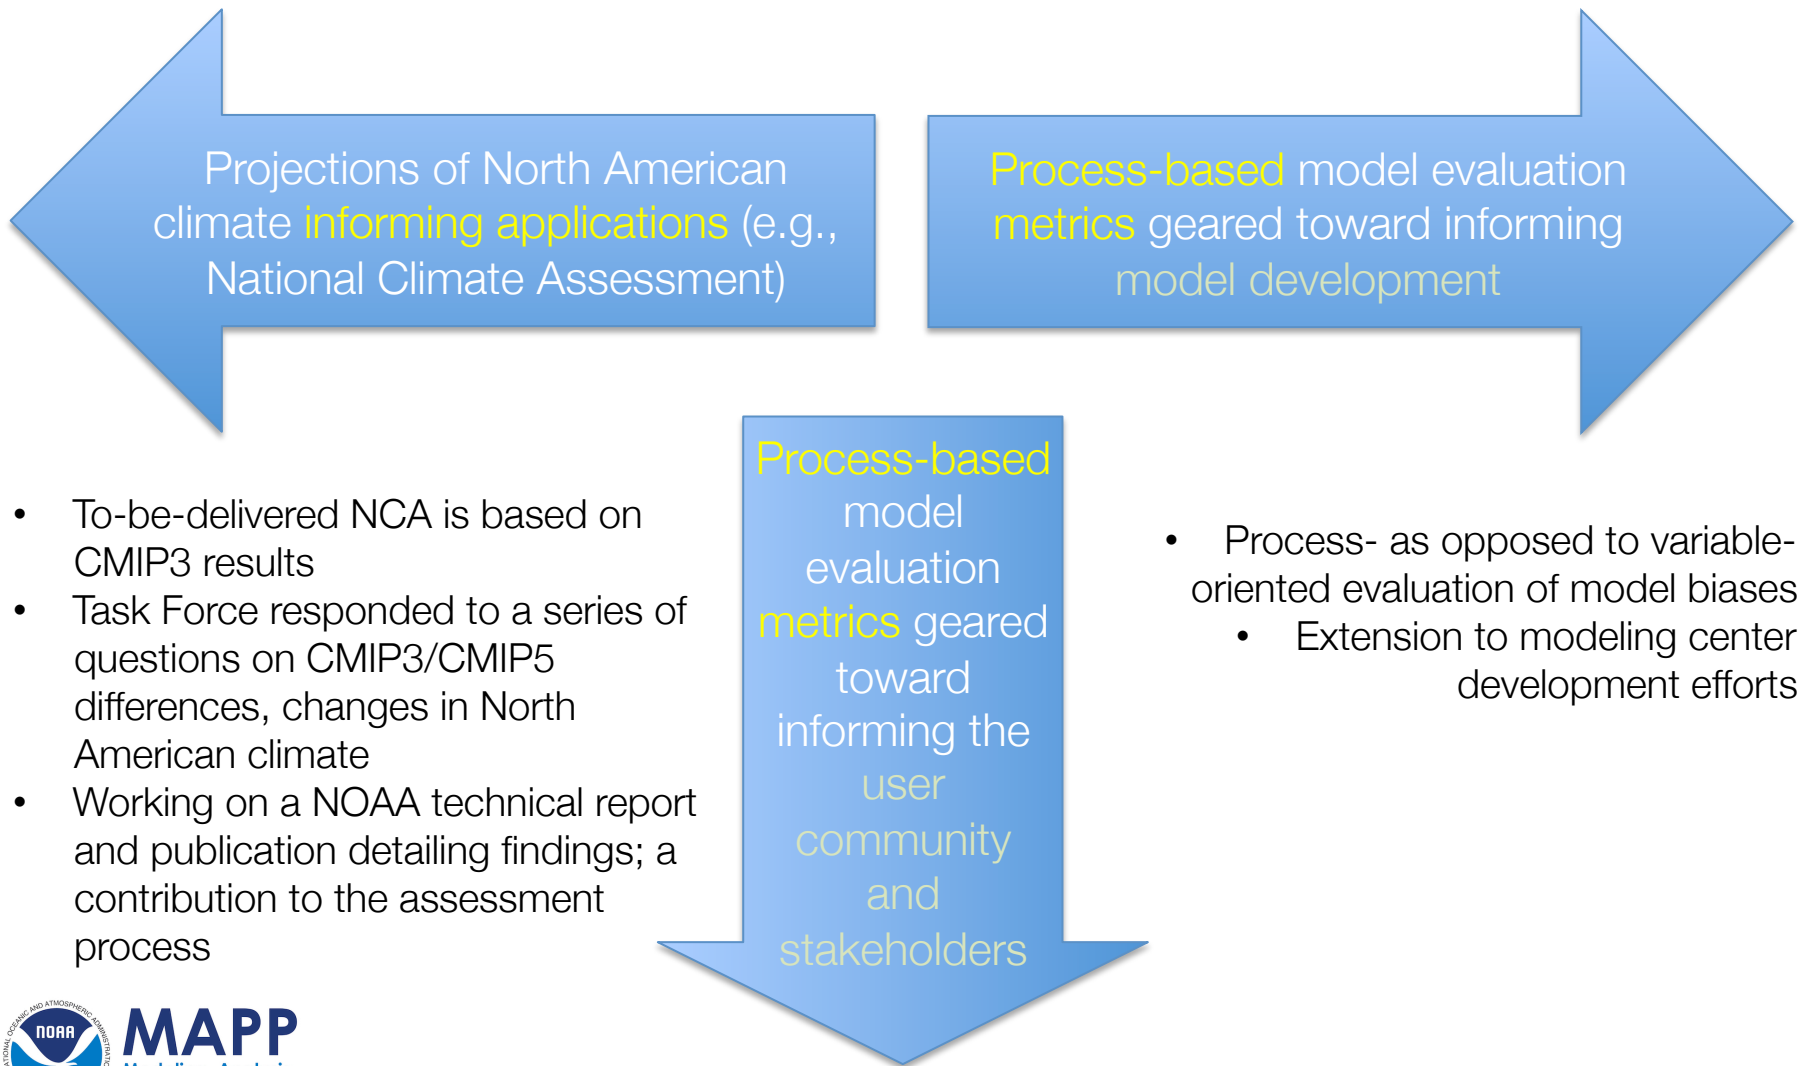 Projections of North American
climate informing applications (e.g.,
National Climate Assessment)
Process-based model evaluation
metrics geared toward informing
model development
• To-be-delivered NCA is based on
CMIP3 results
• Task Force responded to a series of
questions on CMIP3/CMIP5
differences, changes in North
American climate
• Working on a NOAA technical report
and publication detailing findings; a
contribution to the assessment
process
Process-based
model
evaluation
metrics geared
toward
informing the
user
community
and
stakeholders
• Process- as opposed to variable-
oriented evaluation of model biases
• Extension to modeling center
development efforts
OCEANIC AND ATMOSPHERIC
NOAA
MAPP